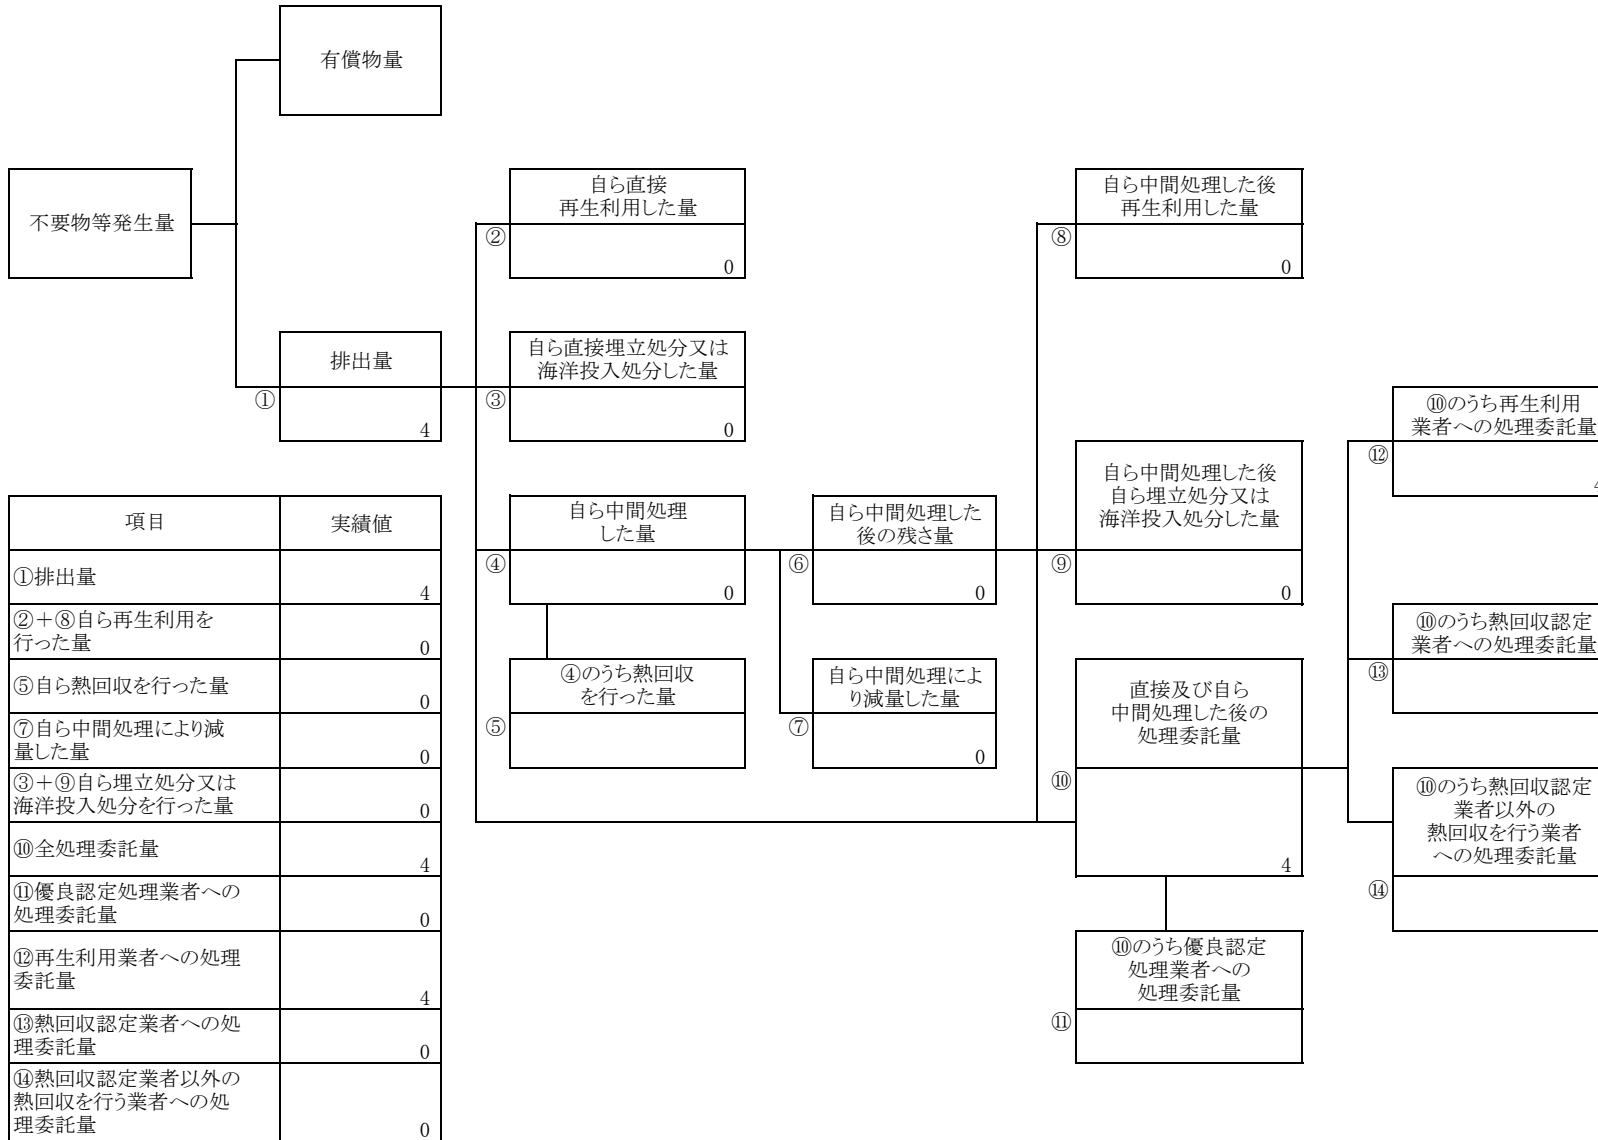 有償物量
不要物等発生量
自ら直接
再生利用した量
②
0
自ら中間処理した後
再生利用した量
⑧
0
排出量
①
4
自ら直接埋立処分又は
海洋投入処分した量
③
0
⑩のうち再生利用
業者への処理委託量
⑫
自ら中間処理
した量
④
0
自ら中間処理した
後の残さ量
⑥
0
自ら中間処理した後
自ら埋立処分又は
海洋投入処分した量
⑨
0
⑩のうち熱回収認定
業者への処理委託量
⑬
④のうち熱回収
を行った量
⑤
自ら中間処理によ
り減量した量
⑦
0
直接及び自ら
中間処理した後の
処理委託量
⑩
4
⑩のうち熱回収認定
業者以外の
熱回収を行う業者
への処理委託量
⑭
⑩のうち優良認定
処理業者への
処理委託量
⑪
項目 実績値
①排出量 4
②+⑧自ら再生利用を
行った量 0
⑤自ら熱回収を行った量 0
⑦自ら中間処理により減
量した量 0
③+⑨自ら埋立処分又は
海洋投入処分を行った量 0
⑩全処理委託量 4
⑪優良認定処理業者への
処理委託量 0
⑫再生利用業者への処理
委託量 4
⑬熱回収認定業者への処
理委託量 0
⑭熱回収認定業者以外の
熱回収を行う業者への処
理委託量 0